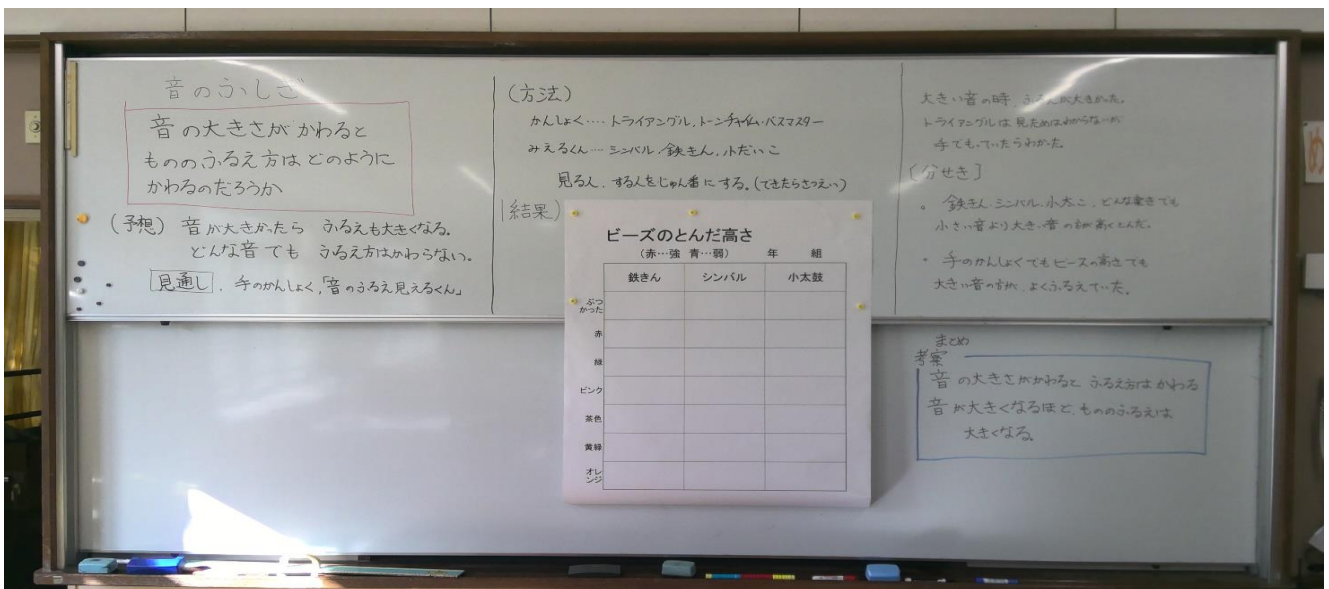 音のふしぎ
音の大きさが かわると
もののふるえ方は どのように
かわるのだろうか
(予想) 音が大きかったら ふるえも大きくなる。
どんな音でも ふるえ方はかわらない。
見通し. 手のかんしょく,「音のふるえ見えるくん」
(方法)
かんしょく…. トライアングル, トーンチャイム・バスマスター
みえるくん… シンバル, 鉄きん, 小だいこ
見る人, する人をじゅん番にする。(できたらさつえい)
結果)
ビーズのとんだ高さ
(赤…強 青…弱) 年 組
鉄きん シンバル 小太鼓
ぶつ
かった
赤
緑
ピンク
茶色
黄緑
オレ
ンジ
大きい音の時, ふるえが大きかった。
トライアングルは 見ためはわからないが
手でもっていたらわかった。
[分せき]
。 鉄きん, シンバル, 小太こ, どんな楽きでも
小さい音より大きい音の方が高くとんだ。
・ 手のかんしょくでもビーズの高さでも
大きい音の方が, よくふるえていた。
まとめ
考察
音の大きさがかわると ふるえ方は かわる
音が大きくなるほど, もののふるえは
大きくなる。